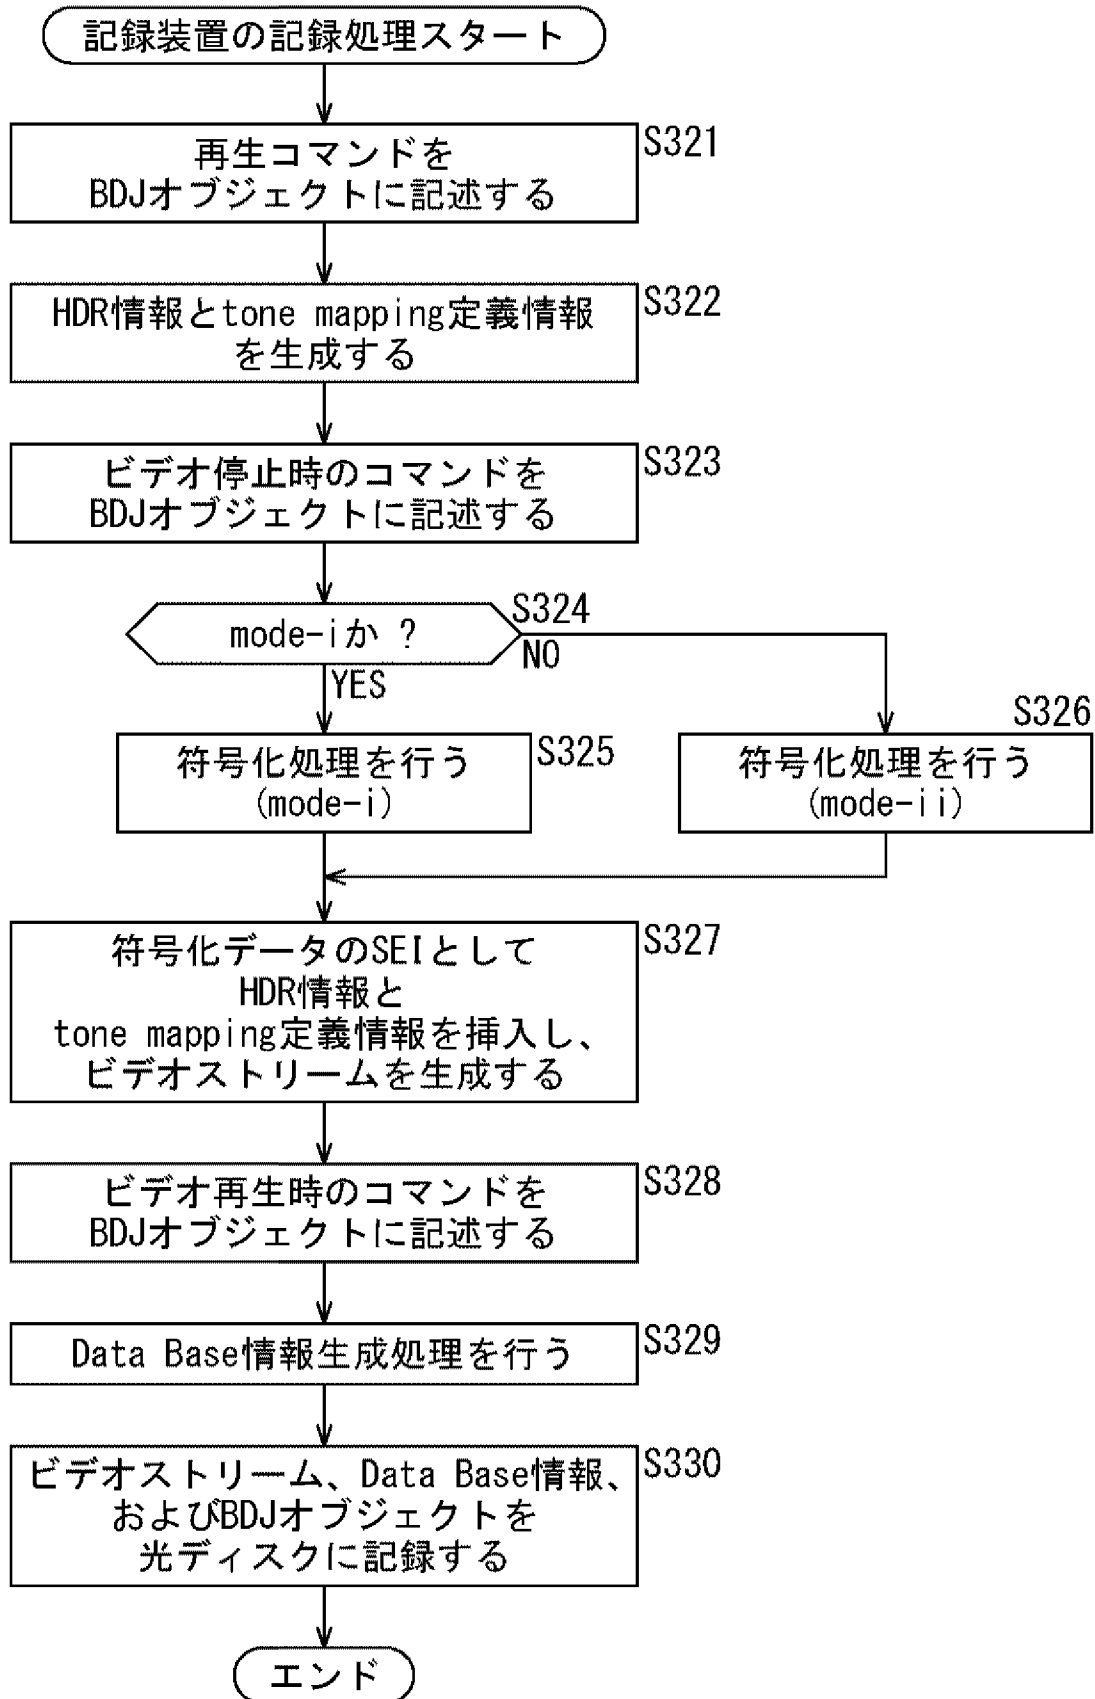 記録装置の記録処理スタート
再生コマンドを
BDJオブジェクトに記述する
S321
HDR情報とtone mapping定義情報
を生成する
S322
ビデオ停止時のコマンドを
BDJオブジェクトに記述する
S323
mode-iか ?
S324
NO
YES
符号化処理を行う
(mode-i)
S325
S326
符号化処理を行う
(mode-ii)
符号化データのSEIとして
HDR情報と
tone mapping定義情報を挿入し、
ビデオストリームを生成する
S327
ビデオ再生時のコマンドを
BDJオブジェクトに記述する
S328
Data Base情報生成処理を行う
S329
ビデオストリーム、Data Base情報、
およびBDJオブジェクトを
光ディスクに記録する
S330
エンド